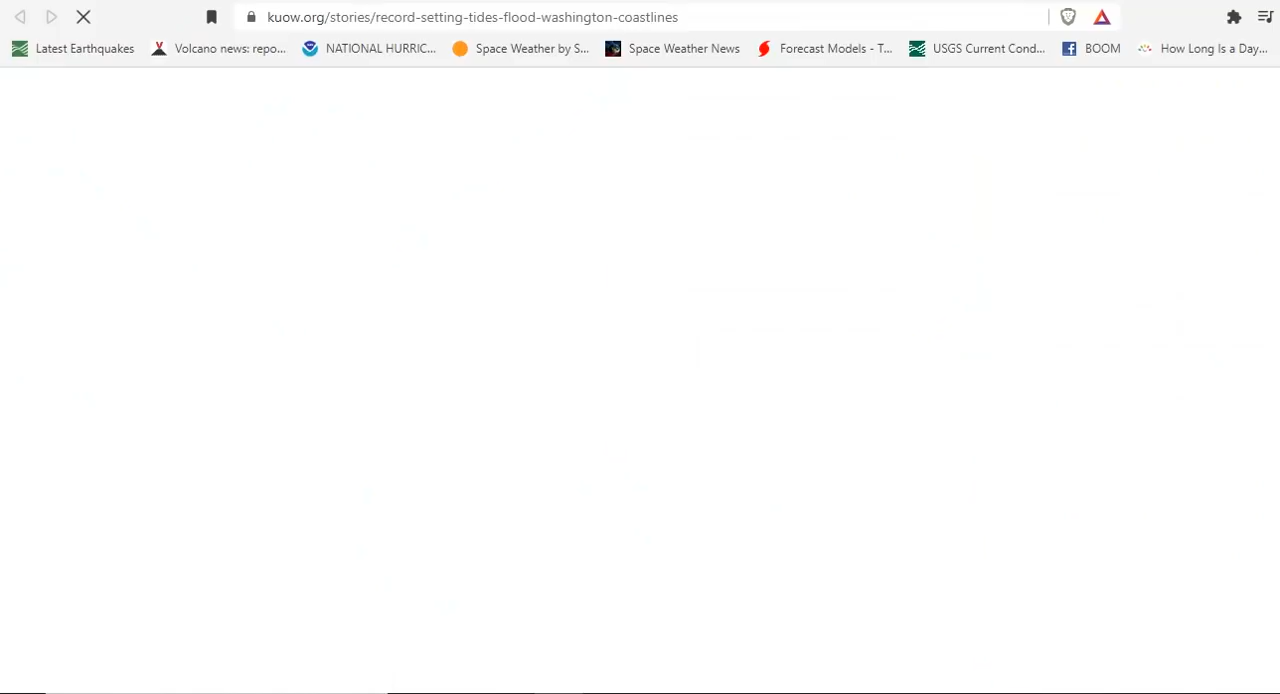 kuow.org/stories/record-setting-tides-flood-washington-coastlines
Latest Earthquakes Volcano news: repo... NATIONAL HURRIC... Space Weather by S... Space Weather News Forecast Models - T... USGS Current Cond... BOOM How Long Is a Day...